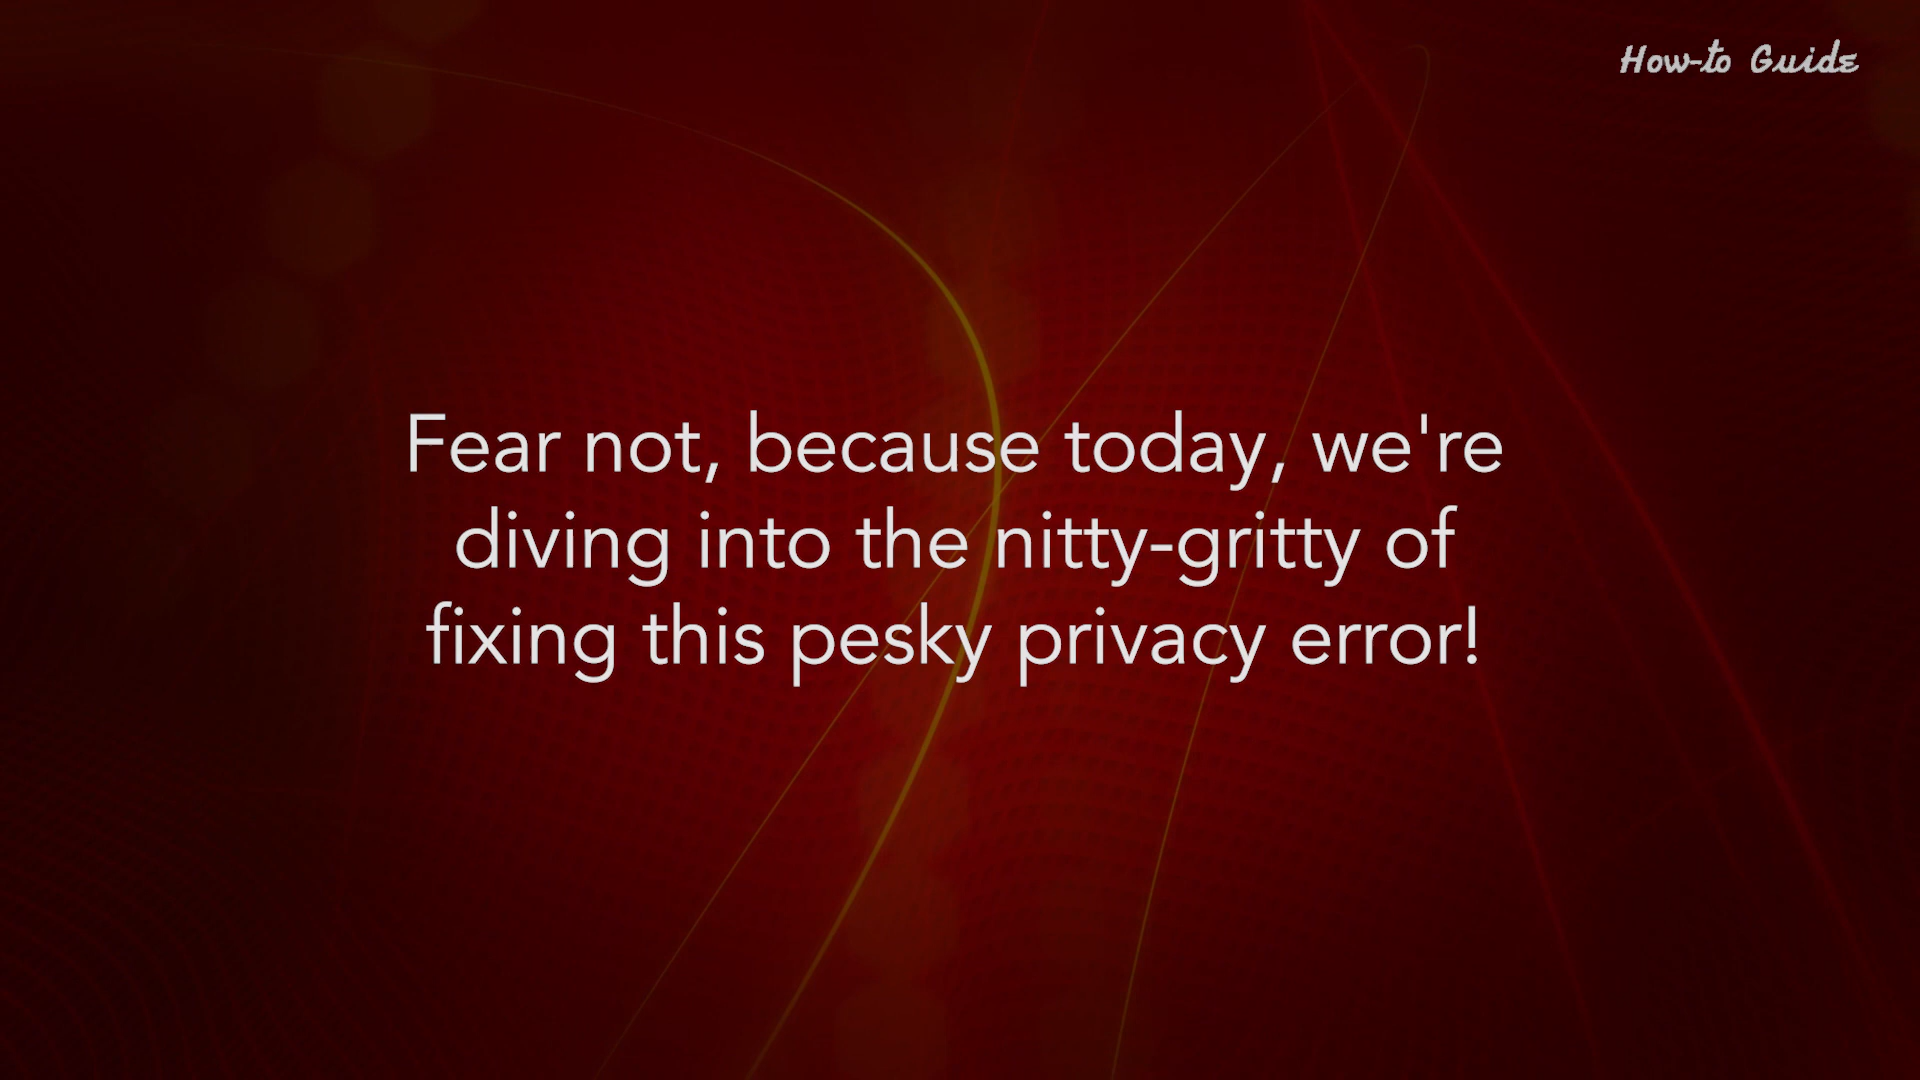 How-to Guide
Fear not, because today, we're
diving into the nitty-gritty of
fixing this pesky privacy error!